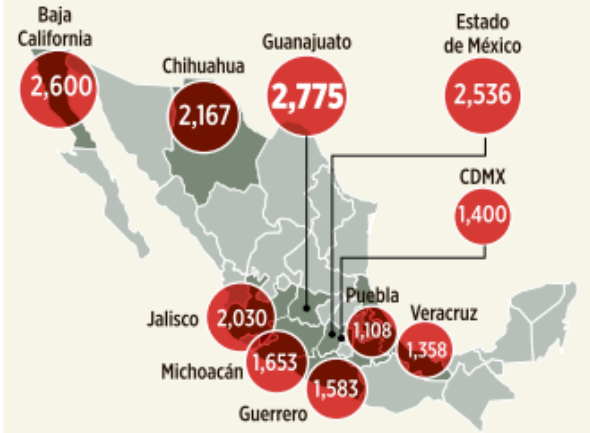 Baja
California
2,600
Chihuahua
2,167
Guanajuato
2,775
Estado
de México
2,536
CDMX
1,400
Jalisco
2,030
Puebla
1,108
Veracruz
1,358
Michoacán
1,653
Guerrero
1,583